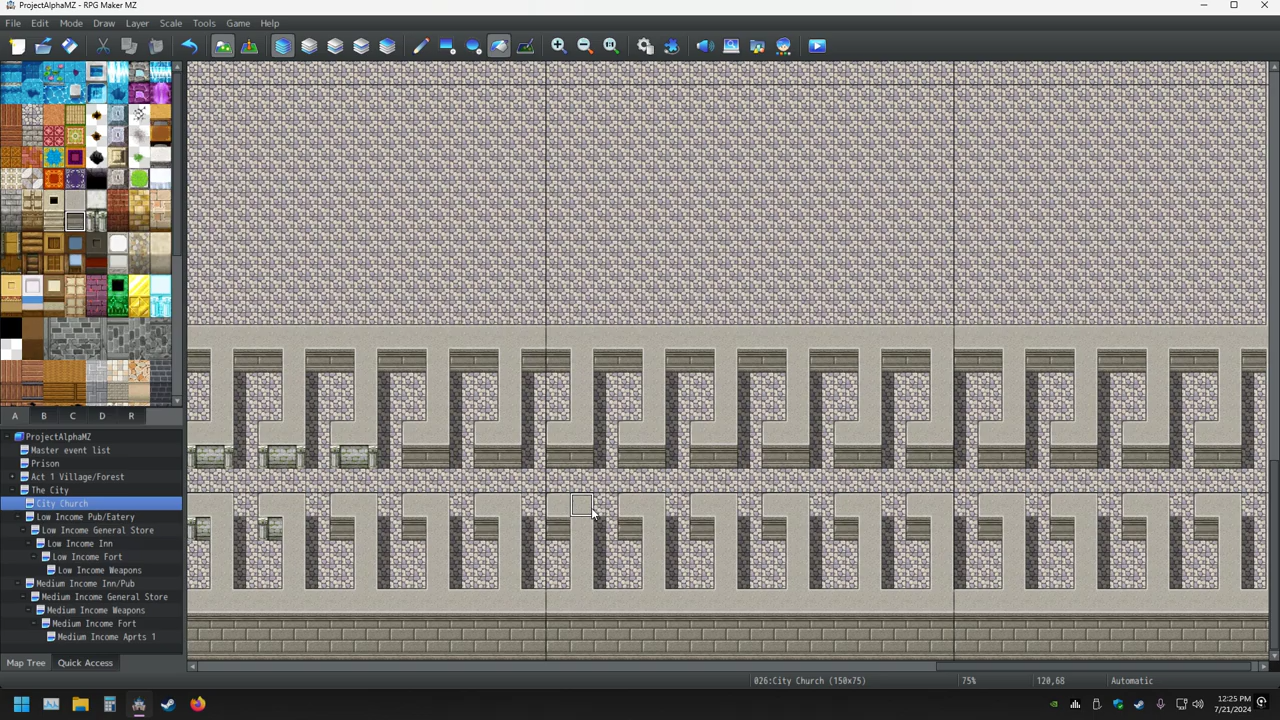 ProjectAlphaMZ - RPG Maker MZ
File Edit Mode Draw Layer Scale Tools Game Help
A B C D R
ProjectAlphaMZ
Master event list
Prison
Act 1 Village/Forest
The City
City Church
Low Income Pub/Eatery
Low Income General Store
Low Income Inn
Low Income Fort
Low Income Weapons
Medium Income Inn/Pub
Medium Income General Store
Medium Income Weapons
Medium Income Fort
Medium Income Aprts 1
Map Tree Quick Access
026:City Church (150x75) 75% 120,68 Automatic
12:25 PM
7/21/2024